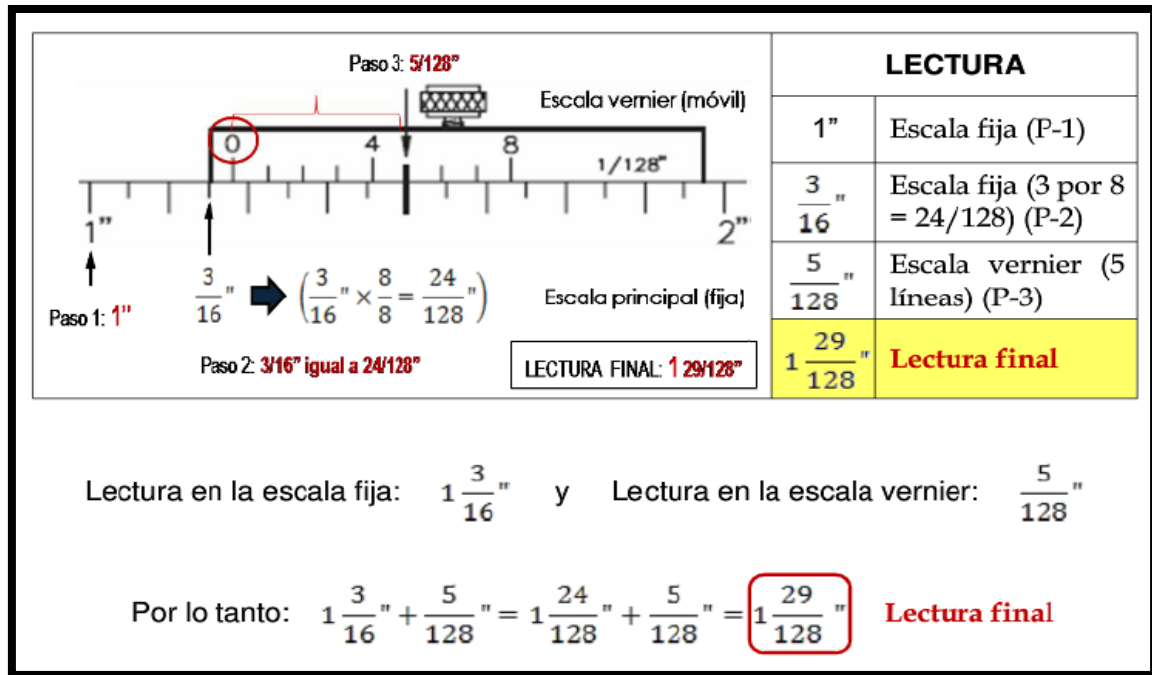 Paso 3: 5/128”
Escala vernier (móvil)
0 4 8
1/128”
1” 2”
3/16” ( 3/16” × 8/8 = 24/128” )
Escala principal (fija)
Paso 1: 1”
Paso 2: 3/16” igual a 24/128”
LECTURA FINAL: 1 29/128”
LECTURA
1” Escala fija (P-1)
3/16” Escala fija (3 por 8
= 24/128) (P-2)
5/128” Escala vernier (5
líneas) (P-3)
1 29/128” Lectura final
Lectura en la escala fija: 1 3/16” y Lectura en la escala vernier: 5/128”
Por lo tanto: 1 3/16” + 5/128” = 1 24/128” + 5/128” = 1 29/128” Lectura final